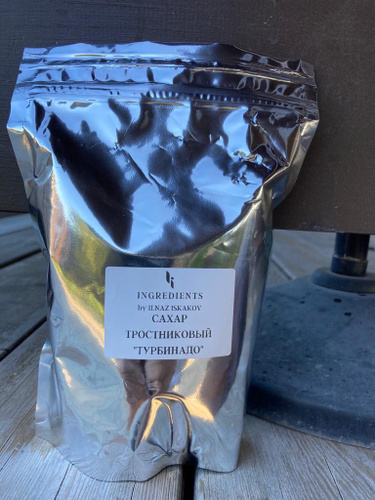 INGREDIENTS
by ILNAZ ISKAKOV
САХАР
ТРОСТНИКОВЫЙ
"ТУРБИНАДО"